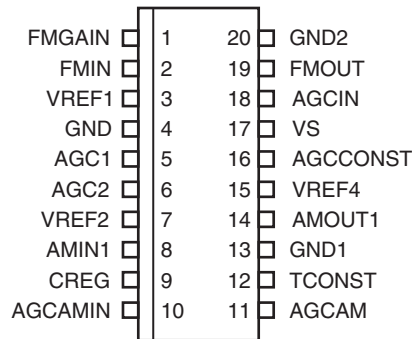 FMGAIN 1 20 GND2
FMIN 2 19 FMOUT
VREF1 3 18 AGCIN
GND 4 17 VS
AGC1 5 16 AGCCONST
AGC2 6 15 VREF4
VREF2 7 14 AMOUT1
AMIN1 8 13 GND1
CREG 9 12 TCONST
AGCAMIN 10 11 AGCAM